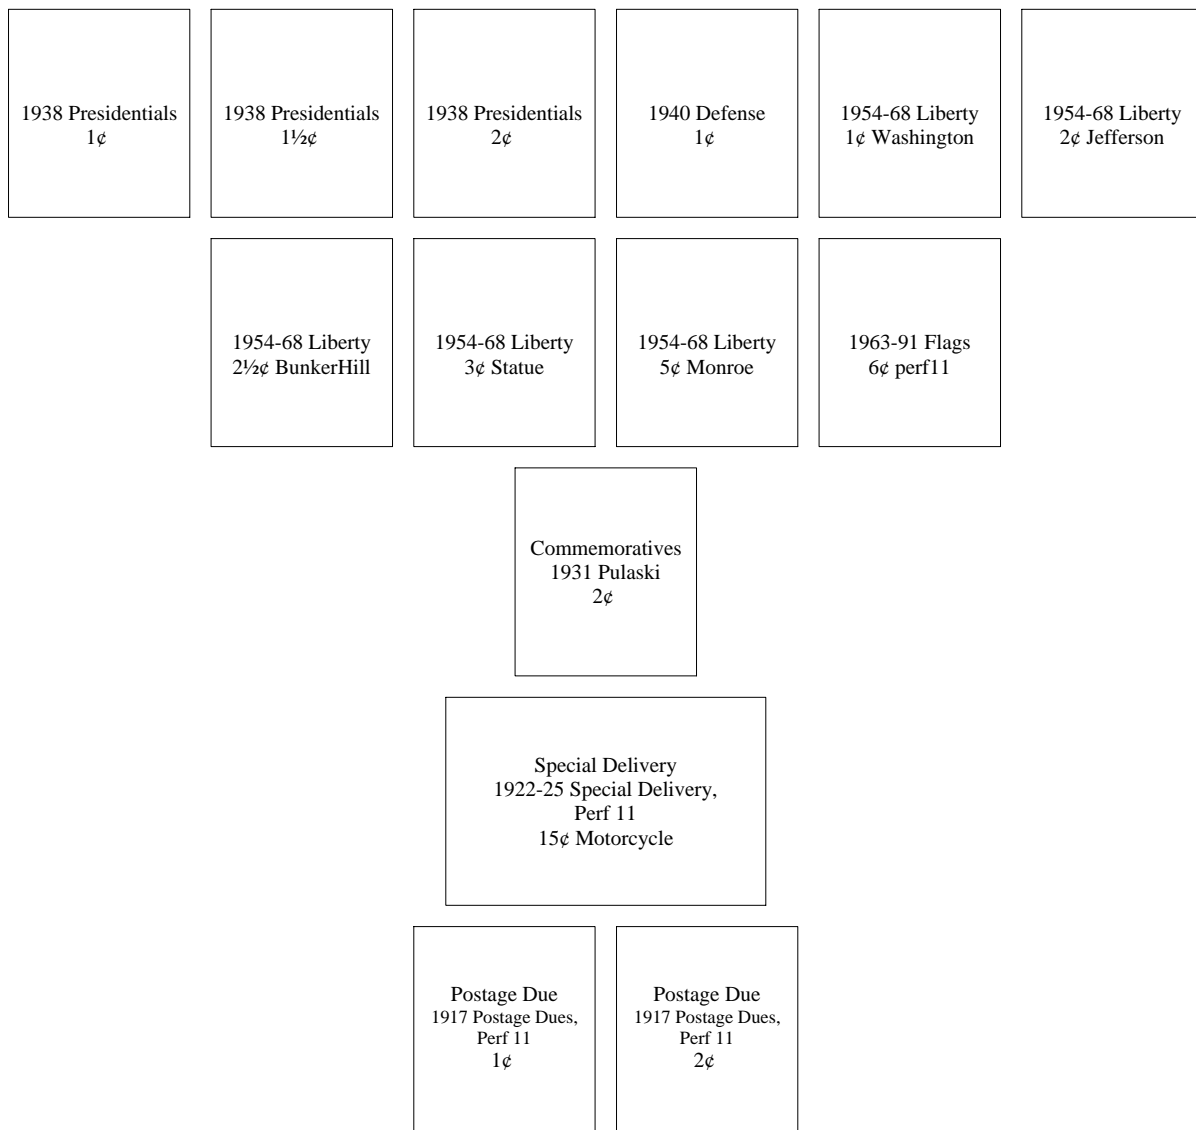 1938 Presidentials
1¢
1938 Presidentials
1½¢
1938 Presidentials
2¢
1940 Defense
1¢
1954-68 Liberty
1¢ Washington
1954-68 Liberty
2¢ Jefferson
1954-68 Liberty
2½¢ BunkerHill
1954-68 Liberty
3¢ Statue
1954-68 Liberty
5¢ Monroe
1963-91 Flags
6¢ perf11
Commemoratives
1931 Pulaski
2¢
Special Delivery
1922-25 Special Delivery,
Perf 11
15¢ Motorcycle
Postage Due
1917 Postage Dues,
Perf 11
1¢
Postage Due
1917 Postage Dues,
Perf 11
2¢